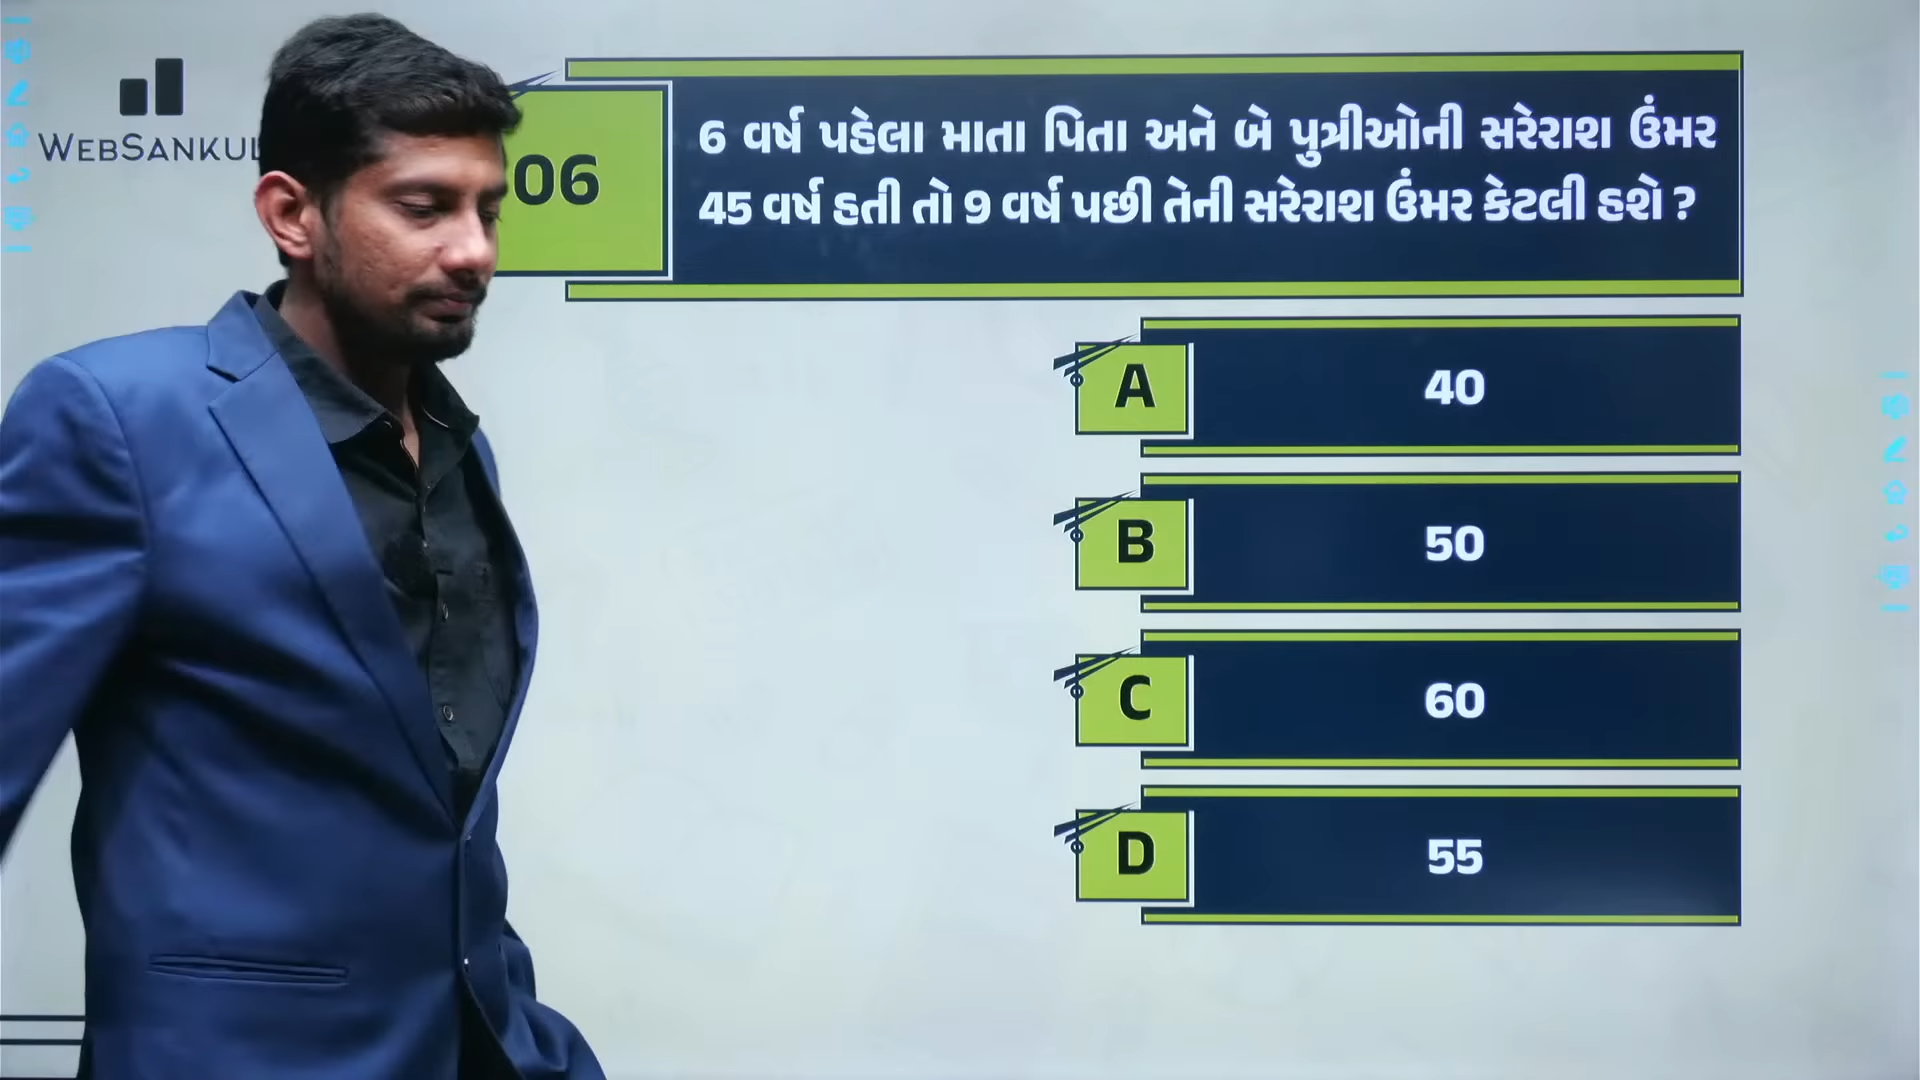 WEBSANKUL
06
6 વર્ષ પહેલા માતા પિતા અને બે પુત્રીઓની સરેરાશ ઉંમર
45 વર્ષ હતી તો 9 વર્ષ પછી તેની સરેરાશ ઉંમર કેટલી હશે ?
A 40
B 50
C 60
D 55